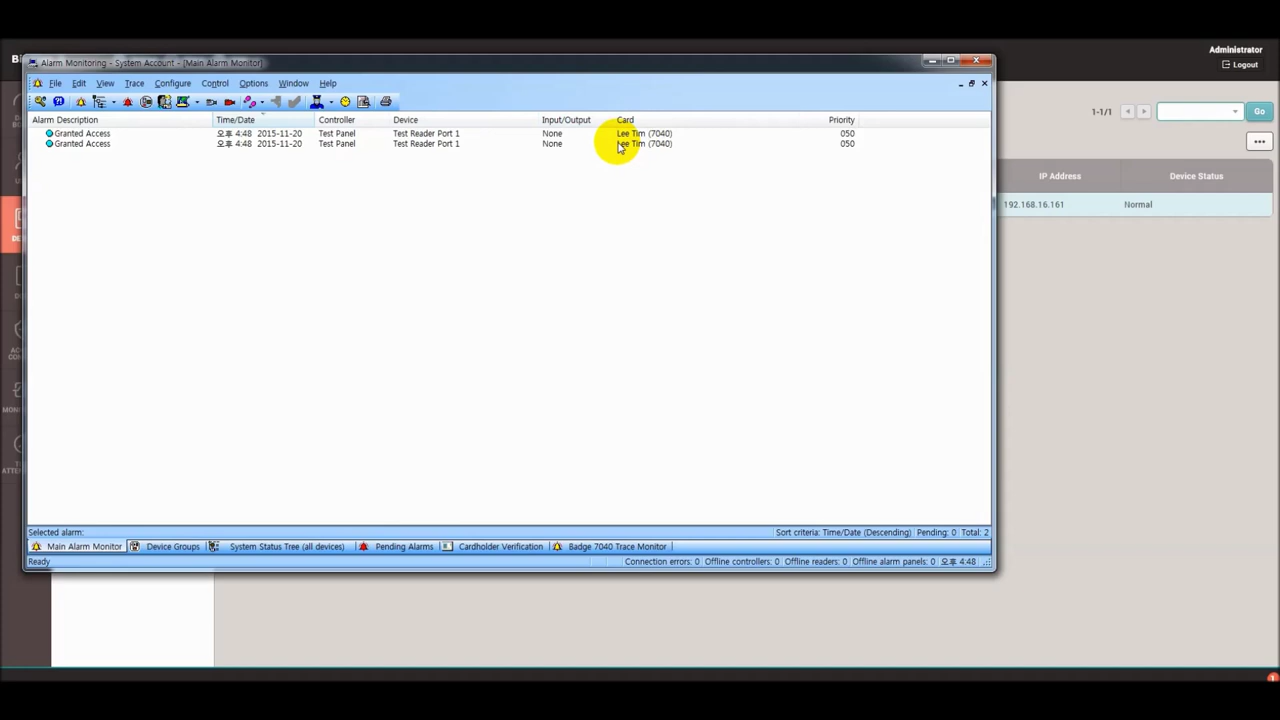 Administrator
Logout
Alarm Monitoring - System Account - [Main Alarm Monitor]
File Edit View Trace Configure Control Options Window Help
Alarm Description Time/Date Controller Device Input/Output Card Priority
Granted Access 오후 4:48 2015-11-20 Test Panel Test Reader Port 1 None Lee Tim (7040) 050
Granted Access 오후 4:48 2015-11-20 Test Panel Test Reader Port 1 None Lee Tim (7040) 050
1-1/1 Go
IP Address Device Status
192.168.16.161 Normal
Selected alarm: Sort criteria: Time/Date (Descending) Pending: 0 Total: 2
Main Alarm Monitor Device Groups System Status Tree (all devices) Pending Alarms Cardholder Verification Badge 7040 Trace Monitor
Ready Connection errors: 0 Offline controllers: 0 Offline readers: 0 Offline alarm panels: 0 오후 4:48